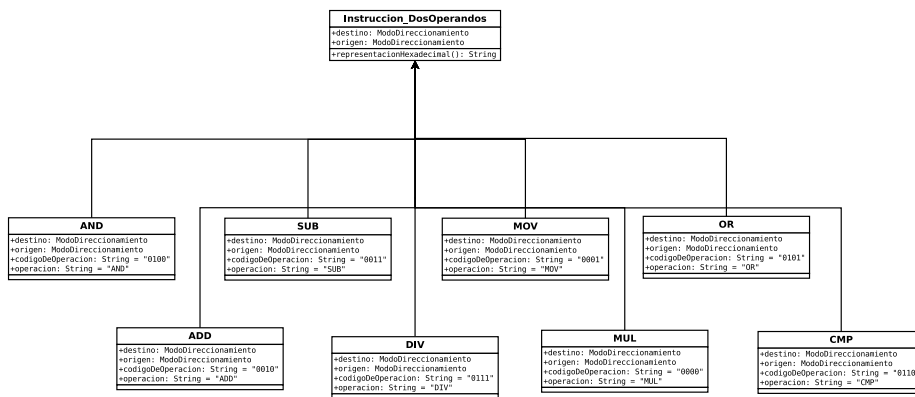 Instruccion_DosOperandos
+destino: ModoDireccionamiento
+origen: ModoDireccionamiento
+representacionHexadecimal(): String
AND
+destino: ModoDireccionamiento
+origen: ModoDireccionamiento
+codigoDeOperacion: String = "0100"
+operacion: String = "AND"
SUB
+destino: ModoDireccionamiento
+origen: ModoDireccionamiento
+codigoDeOperacion: String = "0011"
+operacion: String = "SUB"
MOV
+destino: ModoDireccionamiento
+origen: ModoDireccionamiento
+codigoDeOperacion: String = "0001"
+operacion: String = "MOV"
OR
+destino: ModoDireccionamiento
+origen: ModoDireccionamiento
+codigoDeOperacion: String = "0101"
+operacion: String = "OR"
ADD
+destino: ModoDireccionamiento
+origen: ModoDireccionamiento
+codigoDeOperacion: String = "0010"
+operacion: String = "ADD"
DIV
+destino: ModoDireccionamiento
+origen: ModoDireccionamiento
+codigoDeOperacion: String = "0111"
+operacion: String = "DIV"
MUL
+destino: ModoDireccionamiento
+origen: ModoDireccionamiento
+codigoDeOperacion: String = "0000"
+operacion: String = "MUL"
CMP
+destino: ModoDireccionamiento
+origen: ModoDireccionamiento
+codigoDeOperacion: String = "0110
+operacion: String = "CMP"